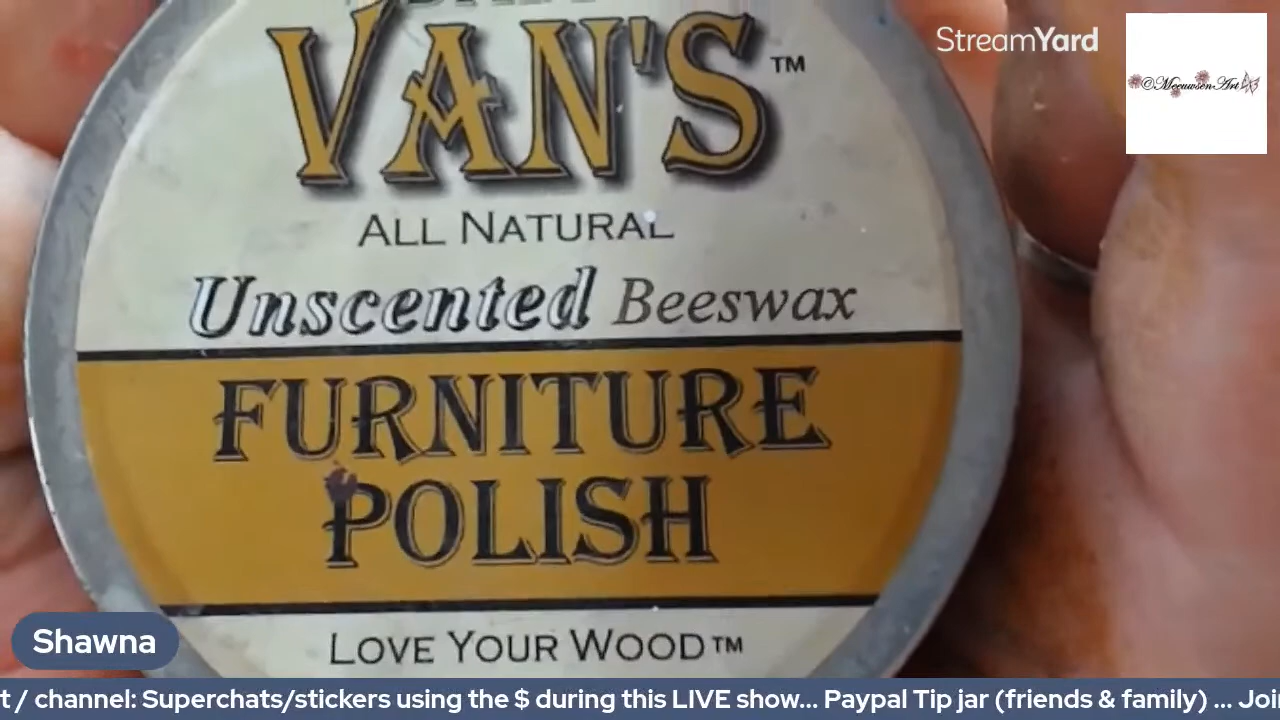 VAN'S™
ALL NATURAL
Unscented Beeswax
FURNITURE
POLISH
LOVE YOUR WOOD™
StreamYard
©MeeuwsenArt
Shawna
t / channel: Superchats/stickers using the $ during this LIVE show... Paypal Tip jar (friends & family) ... Joi